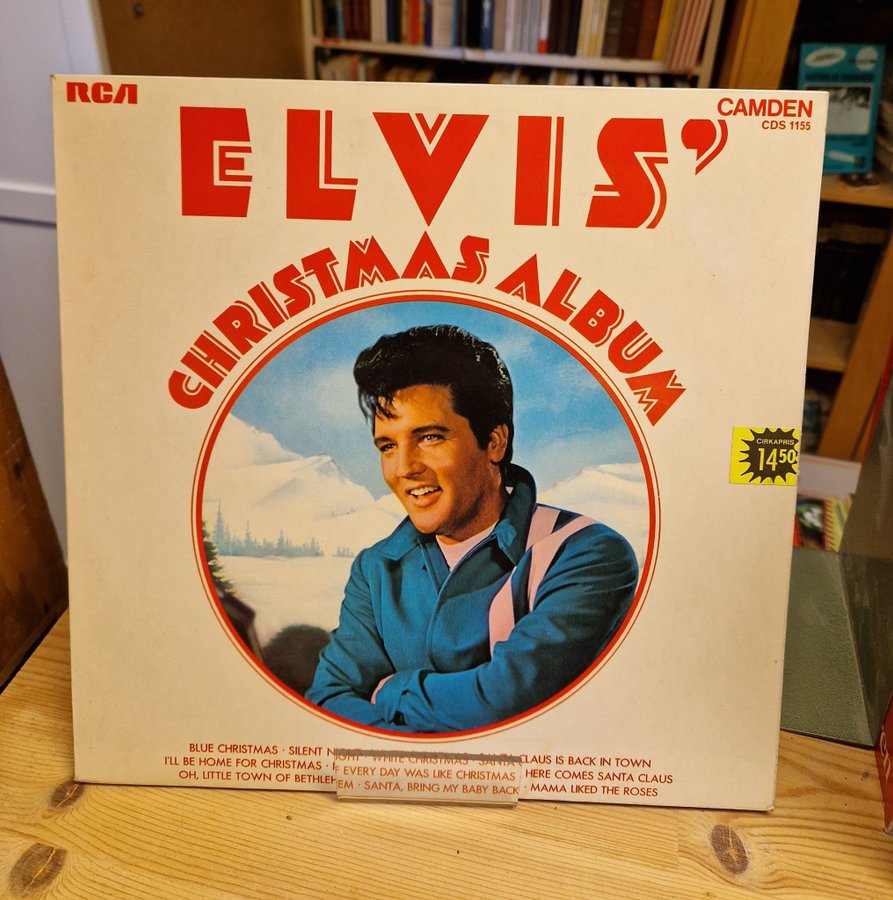 RCA
CAMDEN
CDS 1155
ELVIS'
CHRISTMAS ALBUM
CIRKAPRIS
14 50
BLUE CHRISTMAS · SILENT NIGHT · WHITE CHRISTMAS · SANTA CLAUS IS BACK IN TOWN
I'LL BE HOME FOR CHRISTMAS · IF EVERY DAY WAS LIKE CHRISTMAS HERE COMES SANTA CLAUS
OH, LITTLE TOWN OF BETHLEHEM · SANTA, BRING MY BABY BACK · MAMA LIKED THE ROSES